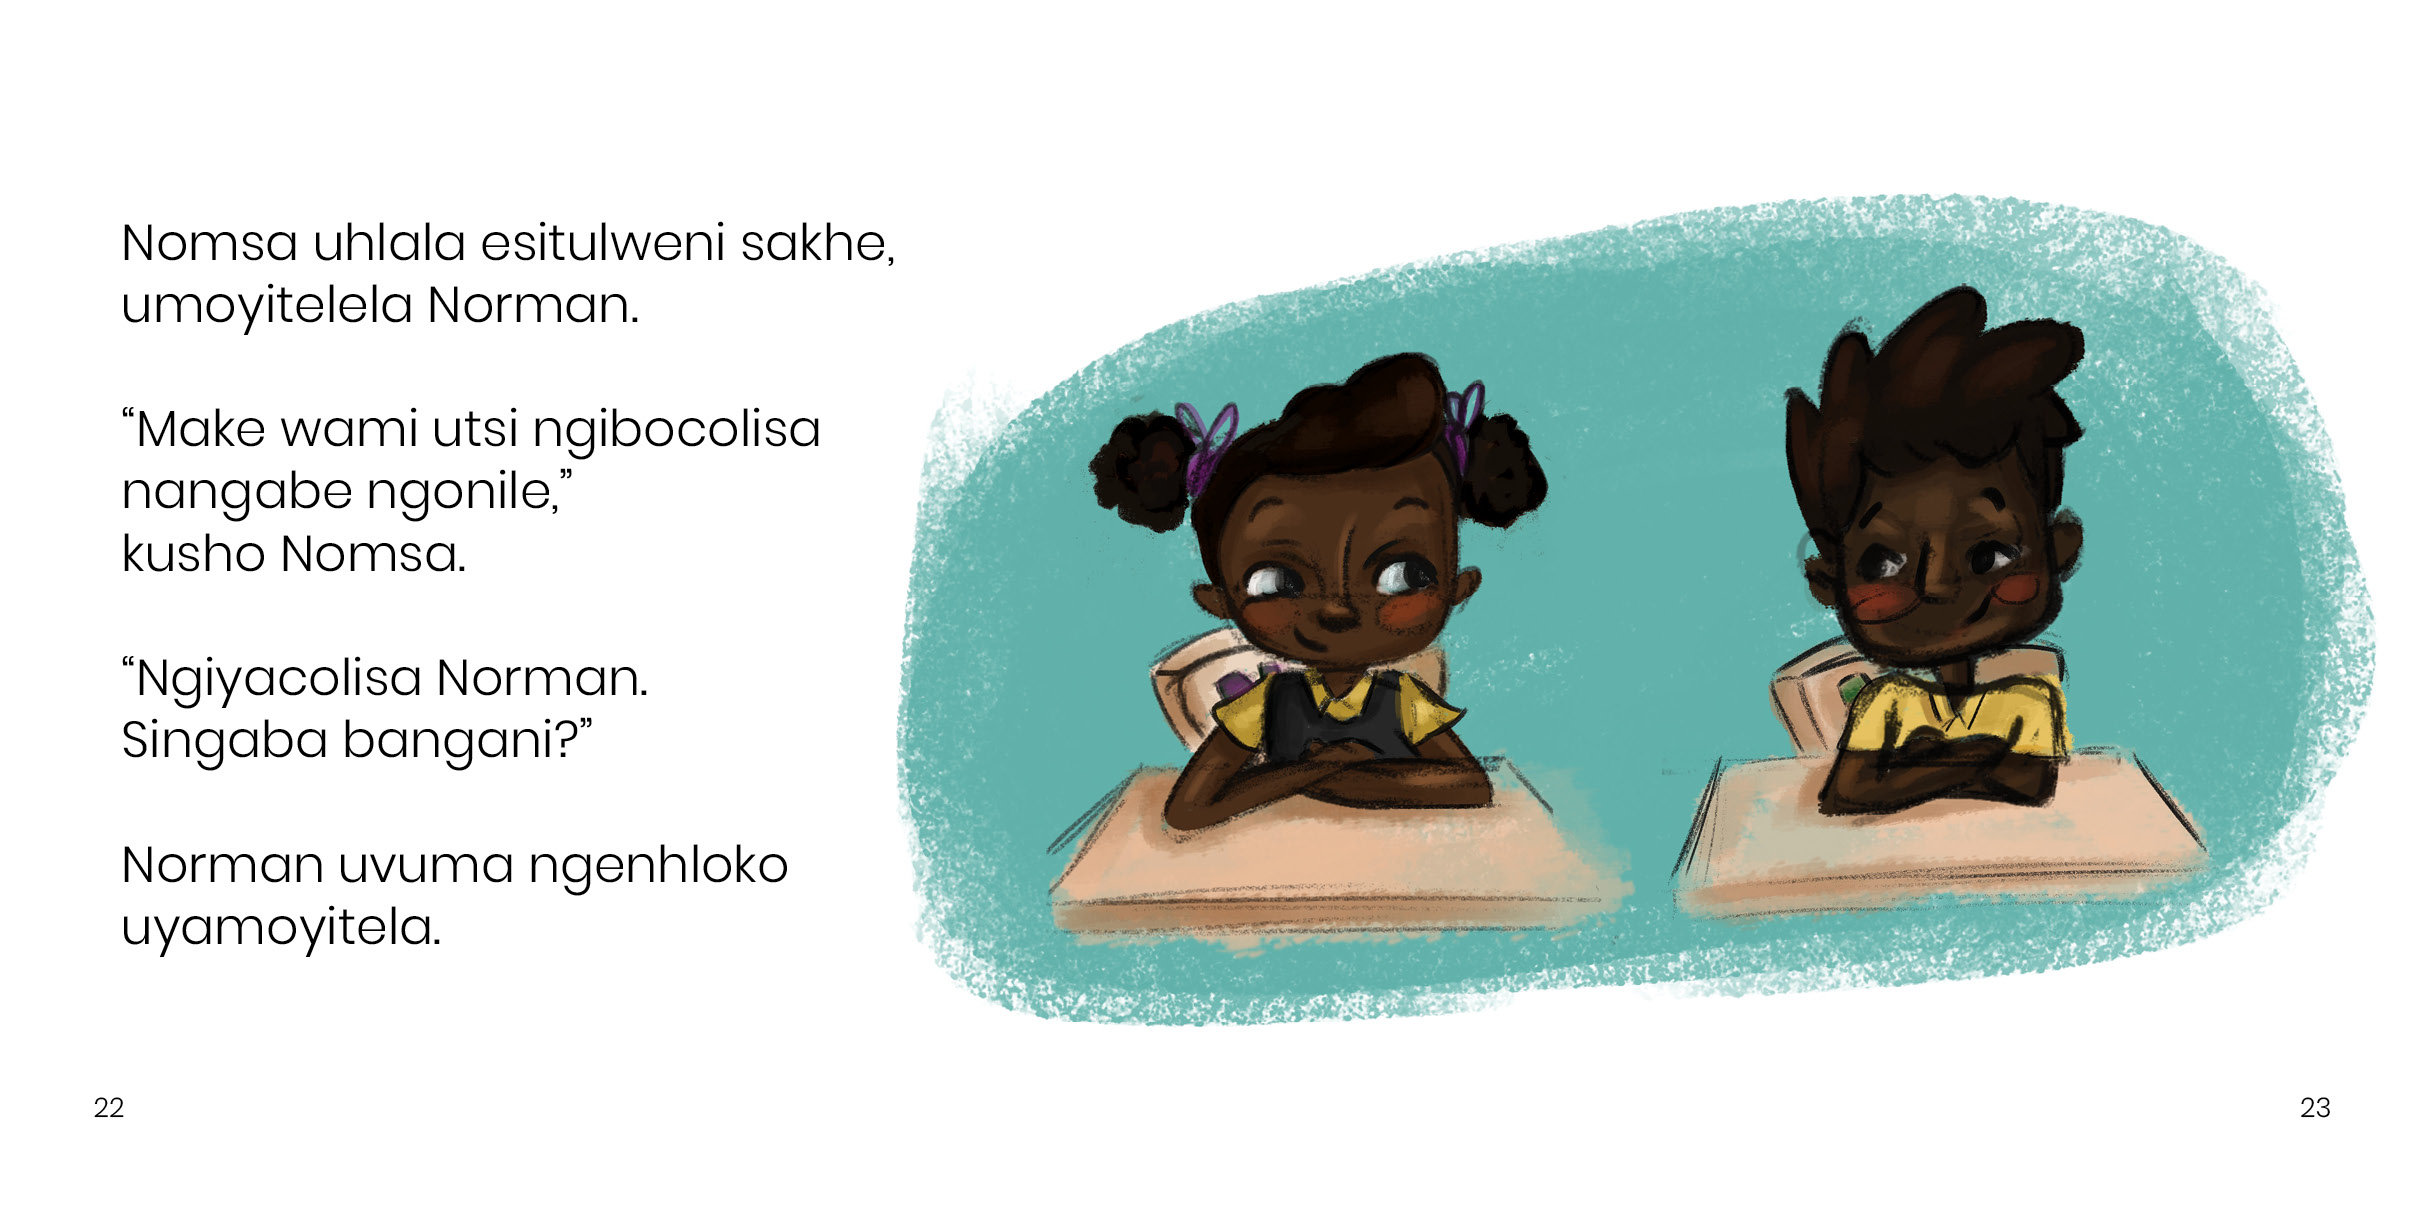 Nomsa uhlala esitulweni sakhe,
umoyitelela Norman.
“Make wami utsi ngibocolisa
nangabe ngonile,”
kusho Nomsa.
“Ngiyacolisa Norman.
Singaba bangani?”
Norman uvuma ngenhloko
uyamoyitela.
22
23